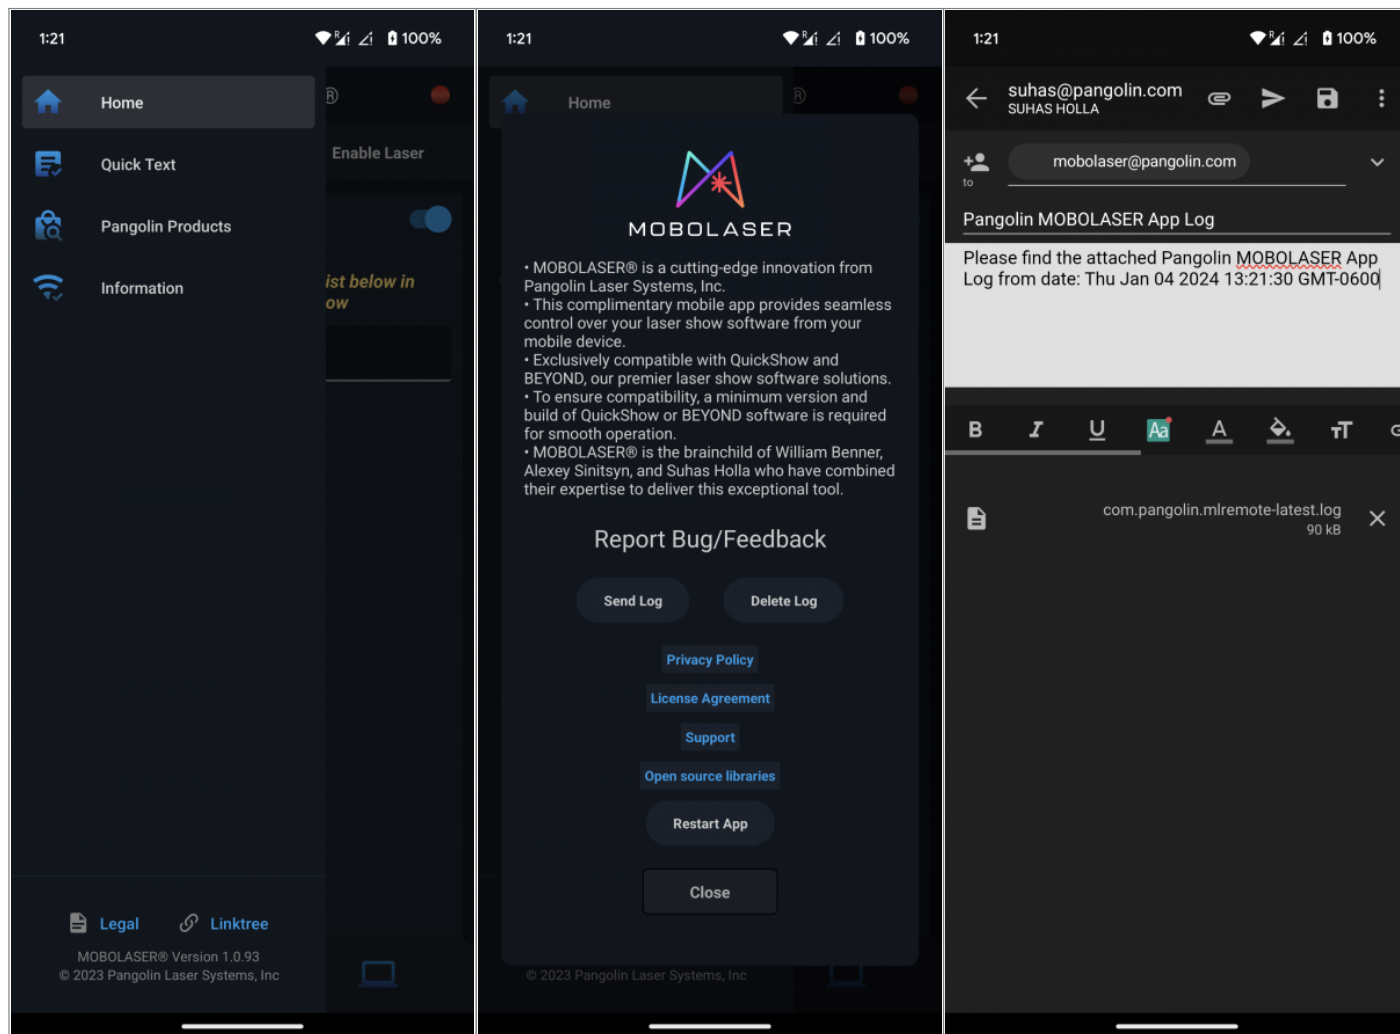 1:21
R
100%
Home
®
Quick Text
Enable Laser
Pangolin Products
Information
ist below in
ow
Legal
Linktree
MOBOLASER® Version 1.0.93
© 2023 Pangolin Laser Systems, Inc
1:21
R
100%
Home
®
MOBOLASER
• MOBOLASER® is a cutting-edge innovation from
Pangolin Laser Systems, Inc.
• This complimentary mobile app provides seamless
control over your laser show software from your
mobile device.
• Exclusively compatible with QuickShow and
BEYOND, our premier laser show software solutions.
• To ensure compatibility, a minimum version and
build of QuickShow or BEYOND software is required
for smooth operation.
• MOBOLASER® is the brainchild of William Benner,
Alexey Sinitsyn, and Suhas Holla who have combined
their expertise to deliver this exceptional tool.
Report Bug/Feedback
Send Log
Delete Log
Privacy Policy
License Agreement
Support
Open source libraries
Restart App
Close
© 2023 Pangolin Laser Systems, Inc
1:21
R
100%
suhas@pangolin.com
SUHAS HOLLA
to
mobolaser@pangolin.com
Pangolin MOBOLASER App Log
Please find the attached Pangolin MOBOLASER App
Log from date: Thu Jan 04 2024 13:21:30 GMT-0600
B I U Aa A TT
com.pangolin.mlremote-latest.log
90 kB